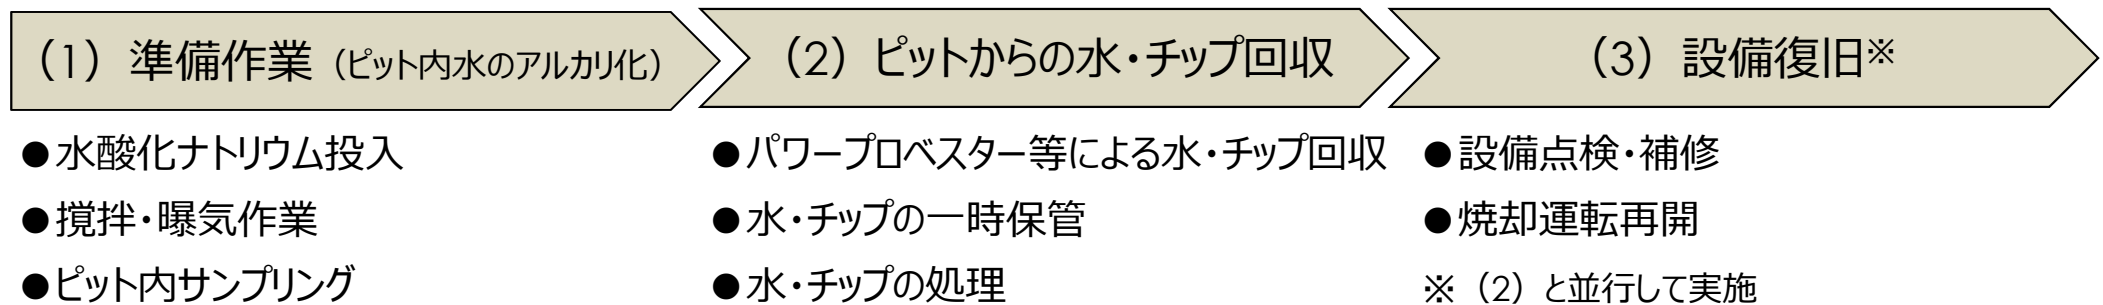 （1）準備作業（ピット内水のアルカリ化）
●水酸化ナトリウム投入
●撹拌・曝気作業
●ピット内サンプリング
（2）ピットからの水・チップ回収
●パワープロベスター等による水・チップ回収
●水・チップの一時保管
●水・チップの処理
（3）設備復旧※
●設備点検・補修
●焼却運転再開
※（2）と並行して実施